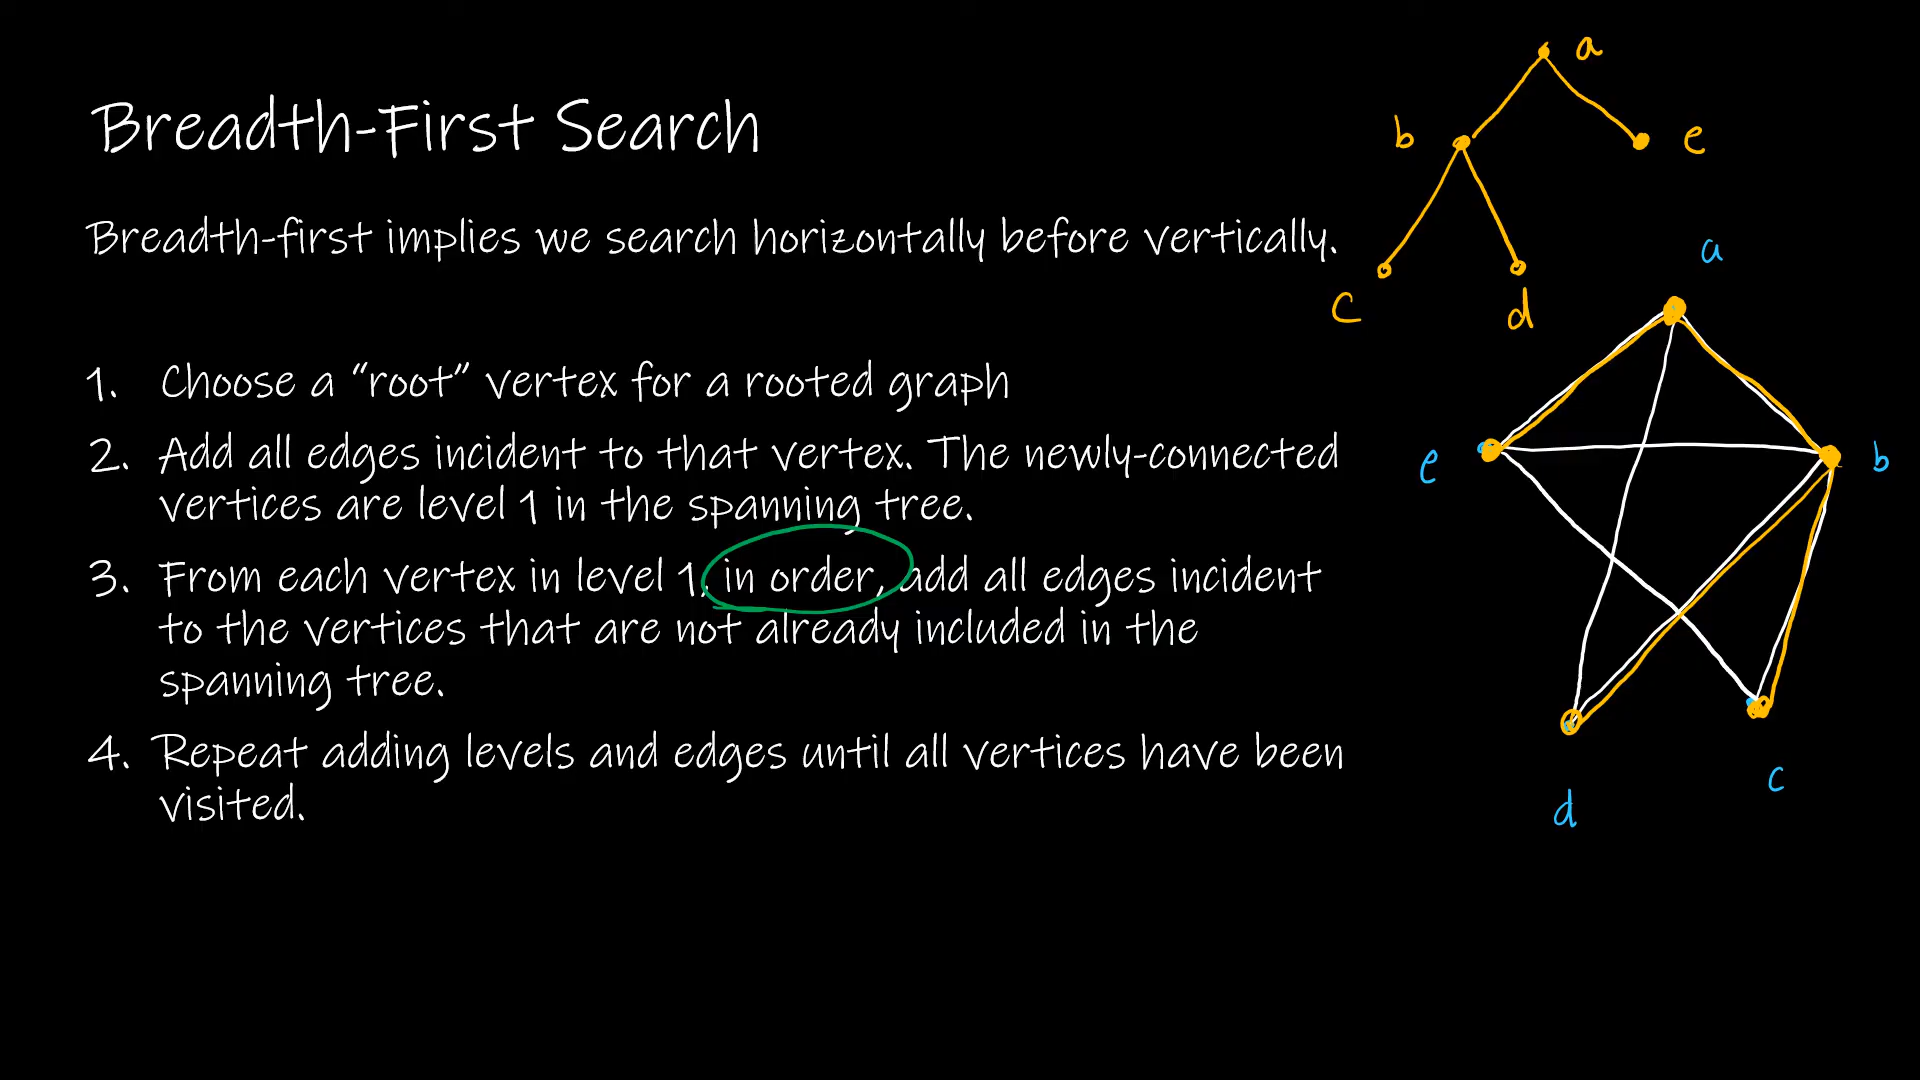 Breadth-First Search
Breadth-first implies we search horizontally before vertically.
1. Choose a “root” vertex for a rooted graph
2. Add all edges incident to that vertex. The newly-connected
vertices are level 1 in the spanning tree.
3. From each vertex in level 1, in order, add all edges incident
to the vertices that are not already included in the
spanning tree.
4. Repeat adding levels and edges until all vertices have been
visited.
a
b
e
c
d
a
e
b
c
d